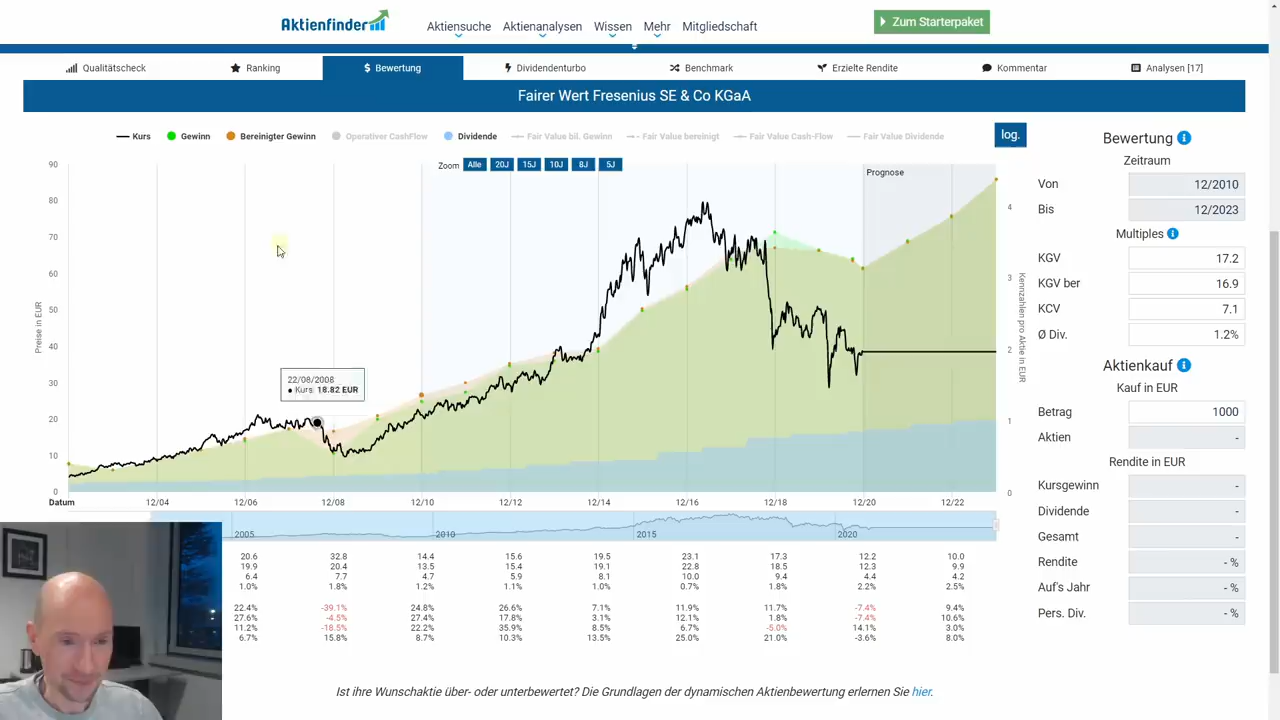 Aktienfinder
Aktiensuche Aktienanalysen Wissen Mehr Mitgliedschaft
Zum Starterpaket
Qualitätscheck Ranking $ Bewertung Dividendenturbo Benchmark Erzielte Rendite Kommentar Analysen [17]
Fairer Wert Fresenius SE & Co KGaA
Kurs Gewinn Bereinigter Gewinn Operativer CashFlow Dividende Fair Value bil. Gewinn Fair Value bereinigt Fair Value Cash-Flow Fair Value Dividende
log.
Zoom Alle 20J 15J 10J 8J 5J
Prognose
90
80
70
60
50
40
30
20
10
0
Preise in EUR
4
3
2
1
0
Kennzahlen pro Aktie in EUR
22/08/2008
Kurs: 18.82 EUR
Datum 12/04 12/06 12/08 12/10 12/12 12/14 12/16 12/18 12/20 12/22
2005 2010 2015 2020
20.6 32.8 14.4 15.6 19.5 23.1 17.3 12.2 10.0
19.9 20.4 13.5 15.4 19.1 22.8 18.5 12.3 9.9
6.4 7.7 4.7 5.9 8.1 10.0 9.4 4.4 4.2
1.0% 1.8% 1.2% 1.1% 1.0% 0.7% 1.8% 2.2% 2.5%
22.4% -39.1% 24.8% 26.6% 7.1% 11.9% 11.7% -7.4% 9.4%
27.6% -4.5% 27.4% 17.8% 3.1% 12.1% 1.8% -7.4% 10.6%
11.2% -18.5% 22.2% 35.9% 8.5% 6.7% -5.0% 14.1% 3.0%
6.7% 15.8% 8.7% 10.3% 13.5% 25.0% 21.0% -3.6% 8.0%
Ist ihre Wunschaktie über- oder unterbewertet? Die Grundlagen der dynamischen Aktienbewertung erlernen Sie hier.
Bewertung
Zeitraum
Von 12/2010
Bis 12/2023
Multiples
KGV 17.2
KGV ber 16.9
KCV 7.1
Ø Div. 1.2%
Aktienkauf
Kauf in EUR
Betrag 1000
Aktien -
Rendite in EUR
Kursgewinn -
Dividende -
Gesamt -
Rendite - %
Auf's Jahr - %
Pers. Div. - %